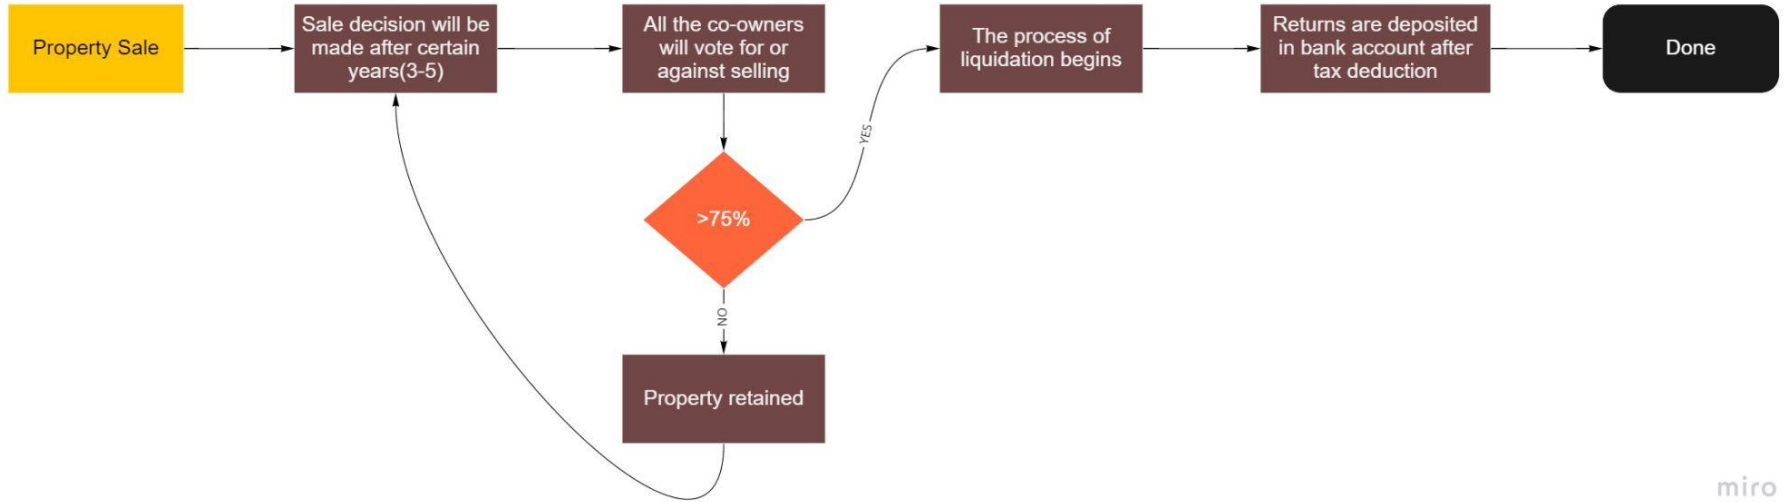 Property Sale
Sale decision will be
made after certain
years(3-5)
All the co-owners
will vote for or
against selling
The process of
liquidation begins
Returns are deposited
in bank account after
tax deduction
Done
YES
>75%
NO
Property retained
miro